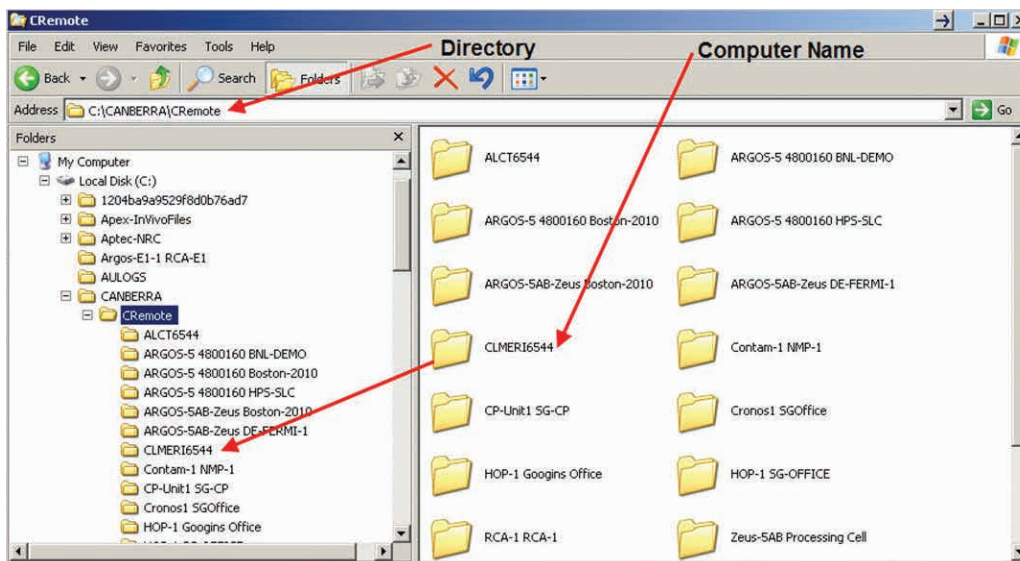 CRemote
File Edit View Favorites Tools Help
Directory
Computer Name
Back Search Folders
Address C:\CANBERRA\CRemote Go
Folders
My Computer
Local Disk (C:)
1204ba9a9529f8d0b76ad7
Apex-InVivoFiles
Aptec-NRC
Argos-E1-1 RCA-E1
AULOGS
CANBERRA
CRemote
ALCT6544
ARGOS-5 4800160 BNL-DEMO
ARGOS-5 4800160 Boston-2010
ARGOS-5 4800160 HPS-SLC
ARGOS-5AB-Zeus Boston-2010
ARGOS-5AB-Zeus DE-FERMI-1
CLMERI6544
Contam-1 NMP-1
CP-Unit1 SG-CP
Cronos1 SGOffice
HOP-1 Googins Office
ALCT6544
ARGOS-5 4800160 BNL-DEMO
ARGOS-5 4800160 Boston-2010
ARGOS-5 4800160 HPS-SLC
ARGOS-5AB-Zeus Boston-2010
ARGOS-5AB-Zeus DE-FERMI-1
CLMERI6544
Contam-1 NMP-1
CP-Unit1 SG-CP
Cronos1 SGOffice
HOP-1 Googins Office
HOP-1 SG-OFFICE
RCA-1 RCA-1
Zeus-5AB Processing Cell